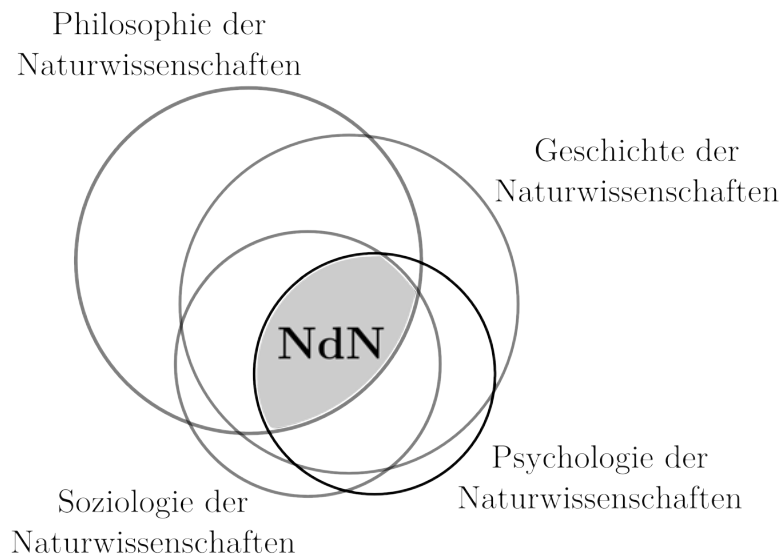 Philosophie der
Naturwissenschaften
Geschichte der
Naturwissenschaften
NdN
Psychologie der
Naturwissenschaften
Soziologie der
Naturwissenschaften